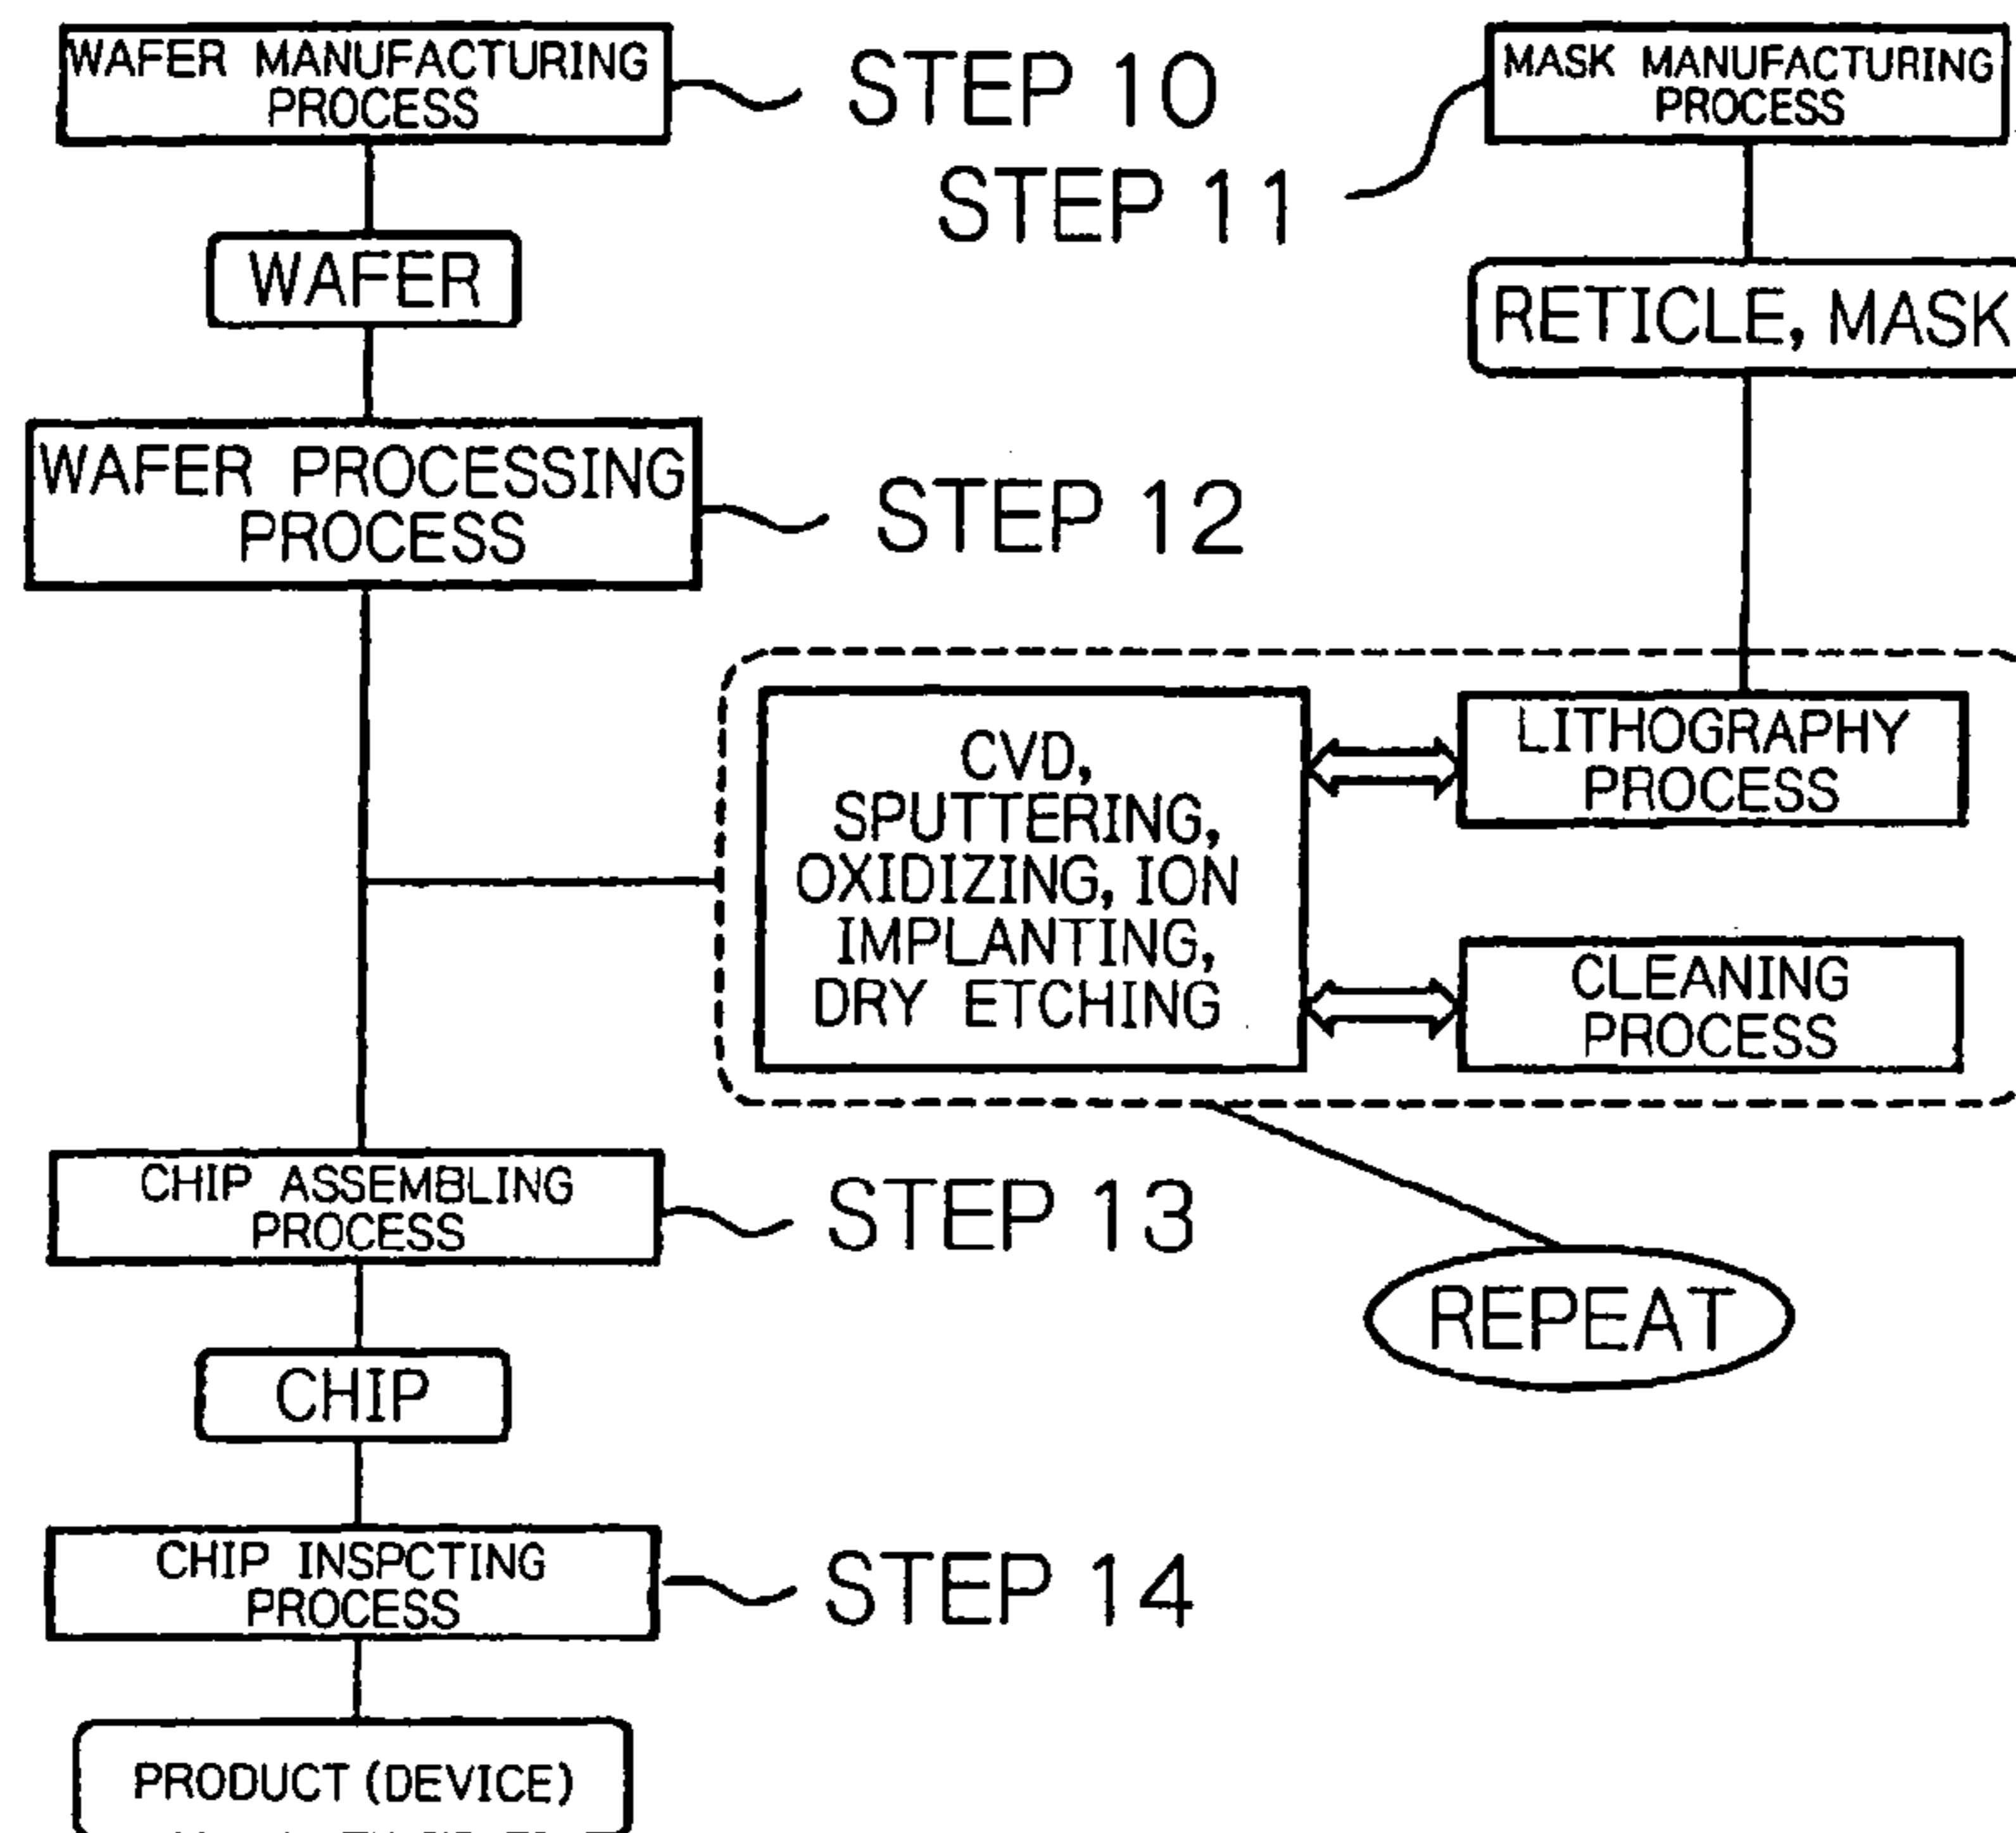 WAFER MANUFACTURING
PROCESS
STEP 10
MASK MANUFACTURING
PROCESS
STEP 11
WAFER
RETICLE, MASK
WAFER PROCESSING
PROCESS
STEP 12
CVD,
SPUTTERING,
OXIDIZING, ION
IMPLANTING,
DRY ETCHING
LITHOGRAPHY
PROCESS
CLEANING
PROCESS
CHIP ASSEMBLING
PROCESS
STEP 13
REPEAT
CHIP
CHIP INSPCTING
PROCESS
STEP 14
PRODUCT (DEVICE)